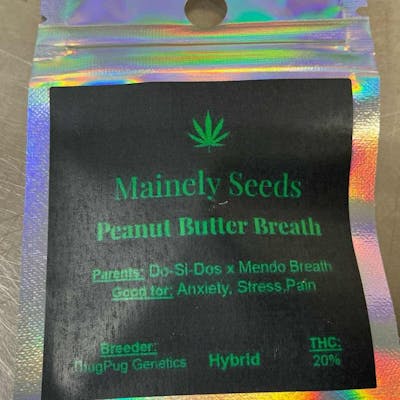 Mainely Seeds
Peanut Butter Breath
Parents: Do-Si-Dos x Mendo Breath
Good for: Anxiety, Stress,Pain
Breeder:
ThugPug Genetics
Hybrid
THC:
20%